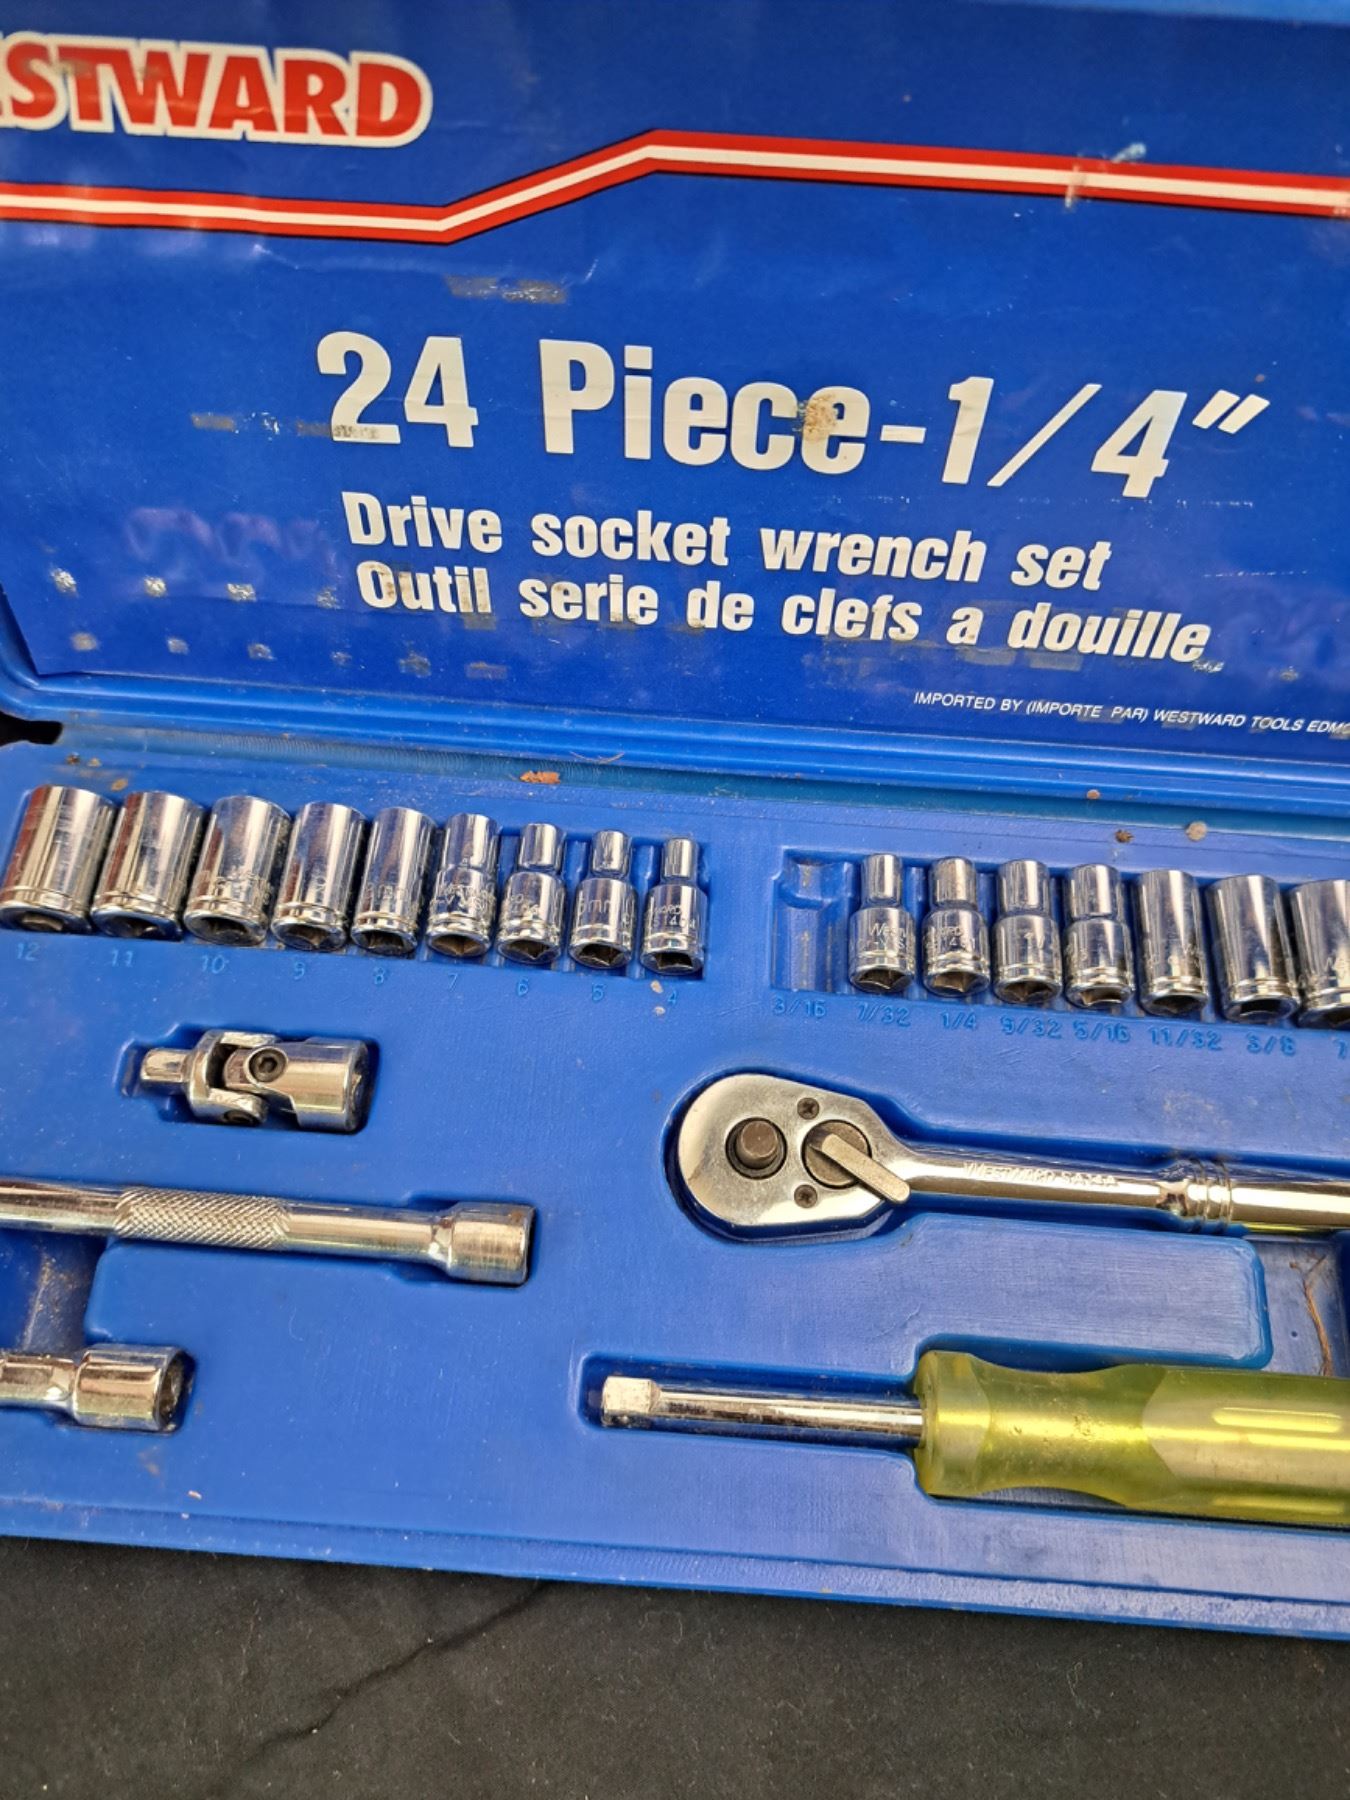 STWARD
24 Piece-1/4"
Drive socket wrench set
Outil serie de clefs a douille
IMPORTED BY (IMPORTE PAR) WESTWARD TOOLS
12 11 10 9 8 7 6 5 4
3/16 7/32 1/4 9/32 5/16 11/32 3/8